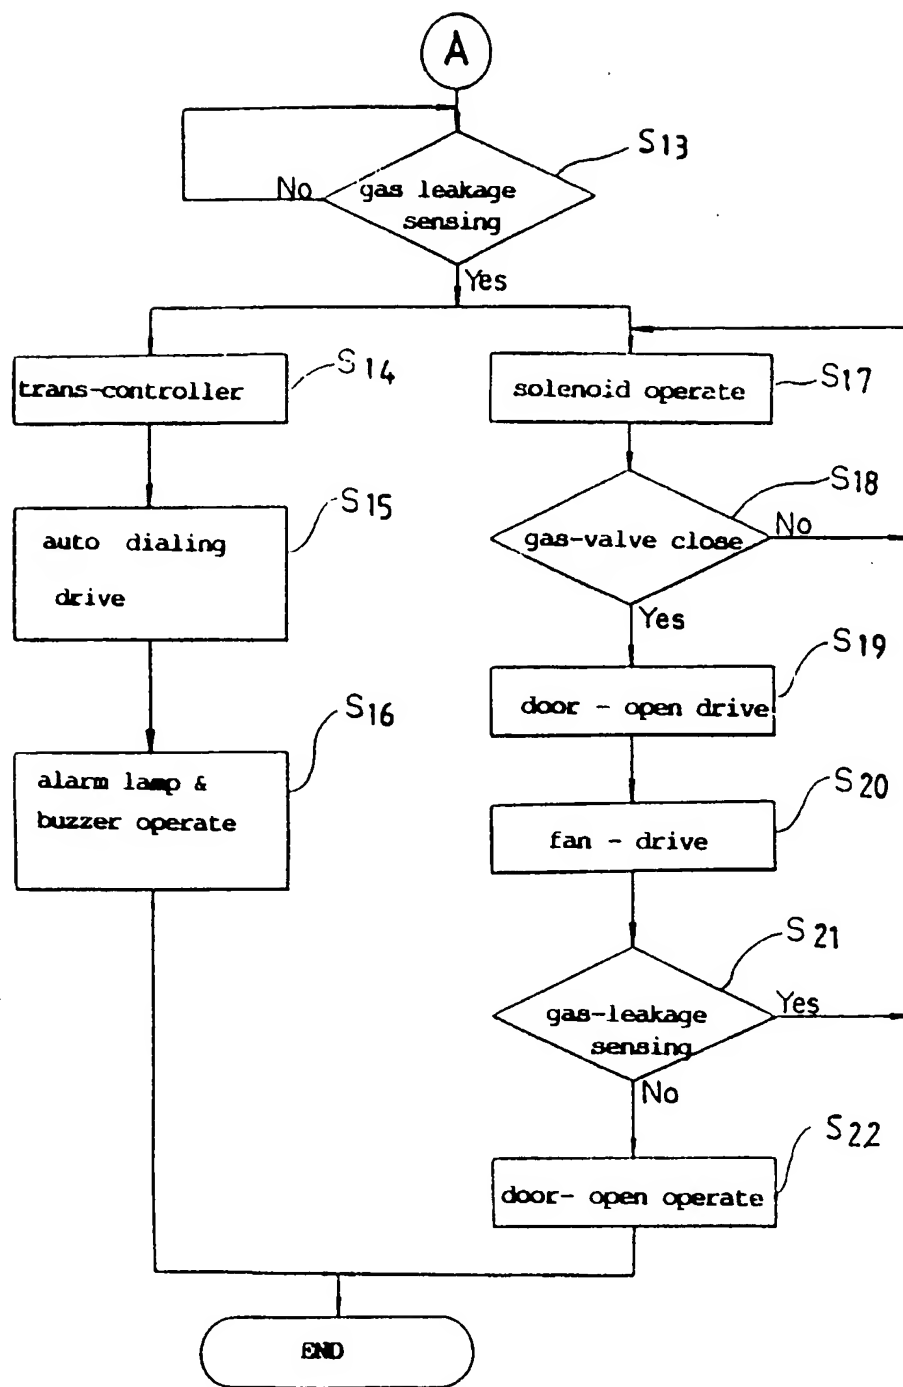 A
S13
No
gas leakage
sensing
Yes
trans-controller
S14
solenoid operate
S17
auto dialing
drive
S15
gas-valve close
S18
No
Yes
door - open drive
S19
alarm lamp &
buzzer operate
S16
fan - drive
S20
gas-leakage
sensing
S21
Yes
No
door- open operate
S22
END